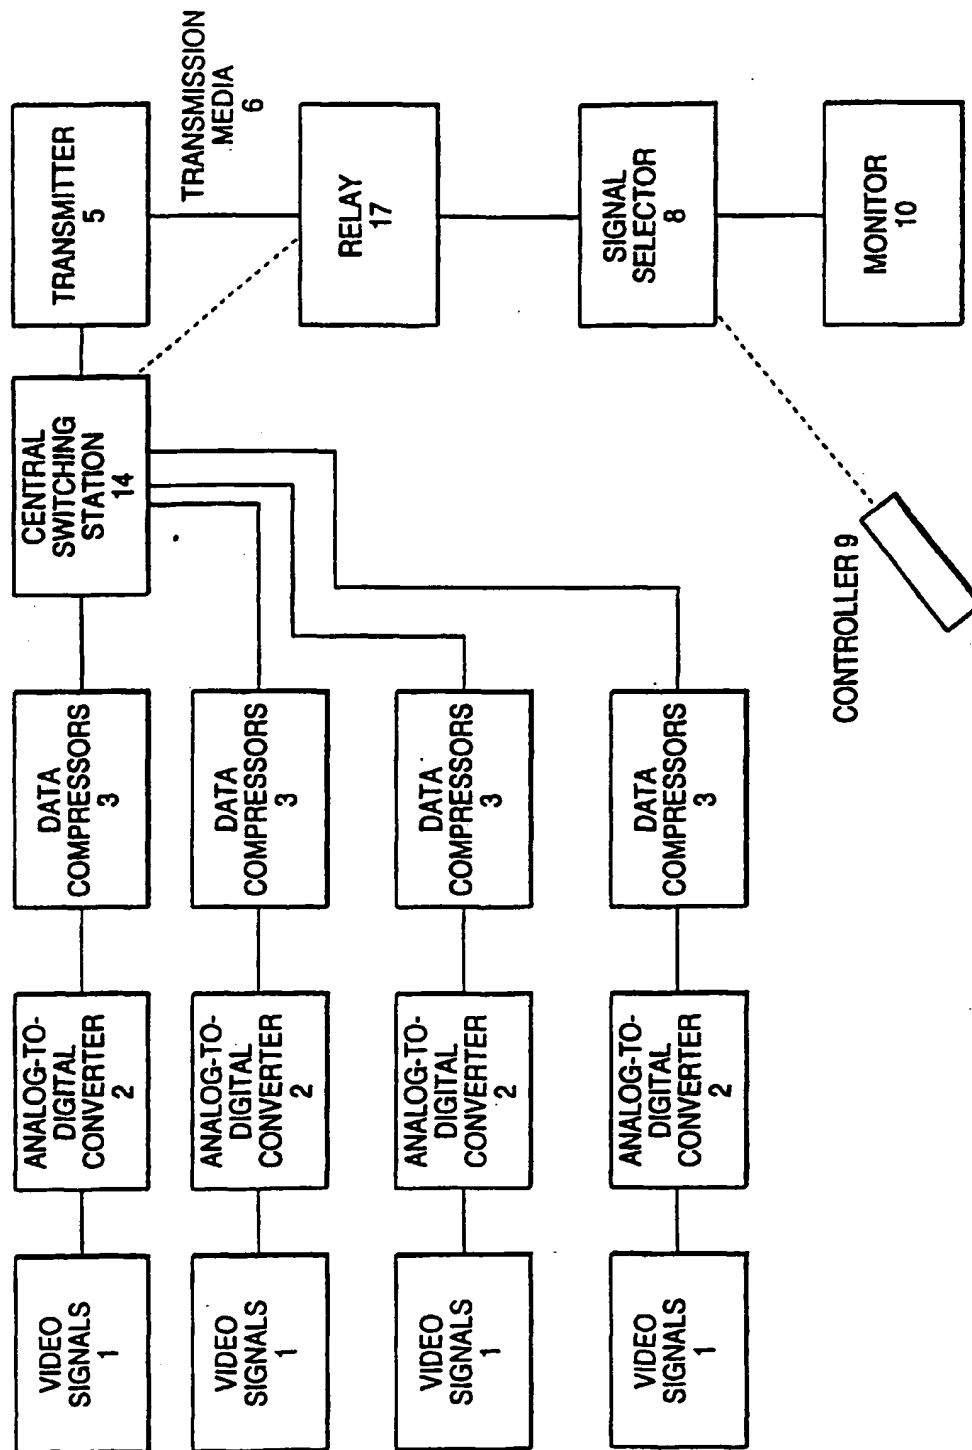 VIDEO
SIGNALS
1
ANALOG-TO-
DIGITAL
CONVERTER
2
DATA
COMPRESSORS
3
CENTRAL
SWITCHING
STATION
14
TRANSMITTER
5
VIDEO
SIGNALS
1
ANALOG-TO-
DIGITAL
CONVERTER
2
DATA
COMPRESSORS
3
TRANSMISSION
MEDIA
6
VIDEO
SIGNALS
1
ANALOG-TO-
DIGITAL
CONVERTER
2
DATA
COMPRESSORS
3
RELAY
17
VIDEO
SIGNALS
1
ANALOG-TO-
DIGITAL
CONVERTER
2
DATA
COMPRESSORS
3
SIGNAL
SELECTOR
8
CONTROLLER 9
MONITOR
10